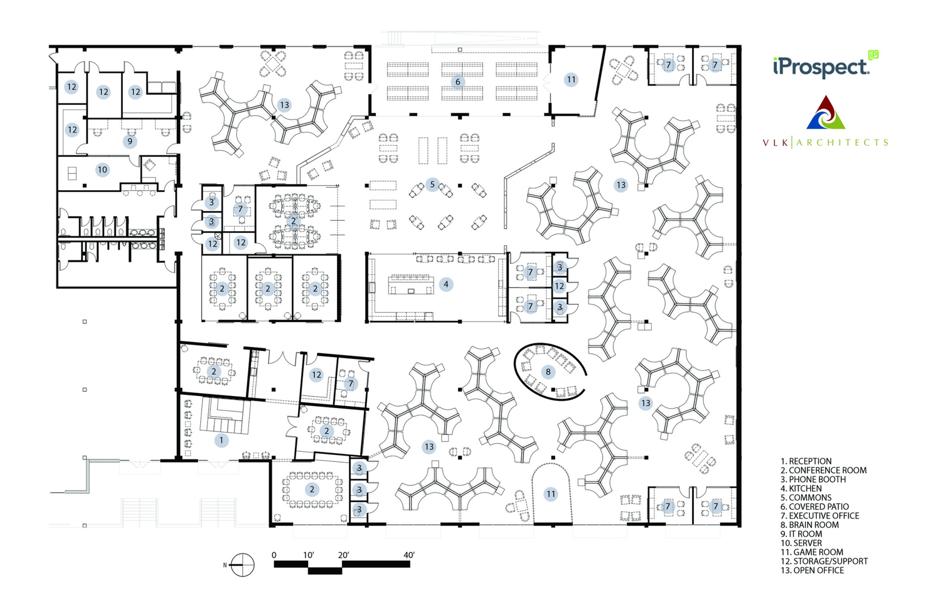 7 7
iProspect.
11
6
12 12 12
13
12
9
VLK|ARCHITECTS
10
5 13
3
7
3 2
12 12
3
7
4 12
2 2 2
7 3
2 8
12
7
13
2
1
13
3
2 3 11
7 7
3
1. RECEPTION
2. CONFERENCE ROOM
3. PHONE BOOTH
4. KITCHEN
5. COMMONS
6. COVERED PATIO
7. EXECUTIVE OFFICE
8. BRAIN ROOM
9. IT ROOM
10. SERVER
11. GAME ROOM
12. STORAGE/SUPPORT
13. OPEN OFFICE
N
0 10' 20' 40'